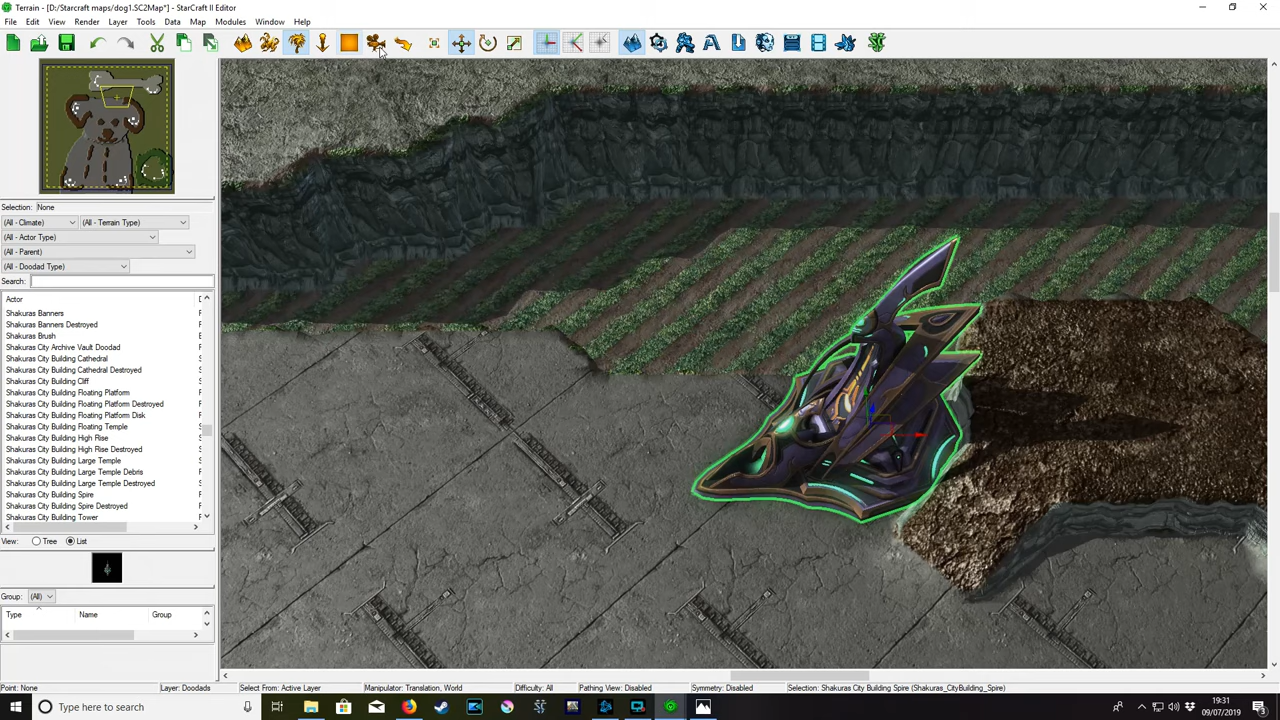 Terrain - [D:/Starcraft maps/dog1.SC2Map*] - StarCraft II Editor
File Edit View Render Layer Tools Data Map Modules Window Help
Selection: None
(All - Climate) (All - Terrain Type)
(All - Actor Type)
(All - Parent)
(All - Doodad Type)
Search:
Actor
Shakuras Banners
Shakuras Banners Destroyed
Shakuras Brush
Shakuras City Archive Vault Doodad
Shakuras City Building Cathedral
Shakuras City Building Cathedral Destroyed
Shakuras City Building Cliff
Shakuras City Building Floating Platform
Shakuras City Building Floating Platform Destroyed
Shakuras City Building Floating Platform Disk
Shakuras City Building Floating Temple
Shakuras City Building High Rise
Shakuras City Building High Rise Destroyed
Shakuras City Building Large Temple
Shakuras City Building Large Temple Debris
Shakuras City Building Large Temple Destroyed
Shakuras City Building Spire
Shakuras City Building Spire Destroyed
Shakuras City Building Tower
View: Tree List
Group: (All)
Type Name Group
Point: None Layer: Doodads Select From: Active Layer Manipulator: Translation, World Difficulty: All Pathing View: Disabled Symmetry: Disabled Selection: Shakuras City Building Spire (Shakuras_CityBuilding_Spire)
Type here to search
19:31
09/07/2019